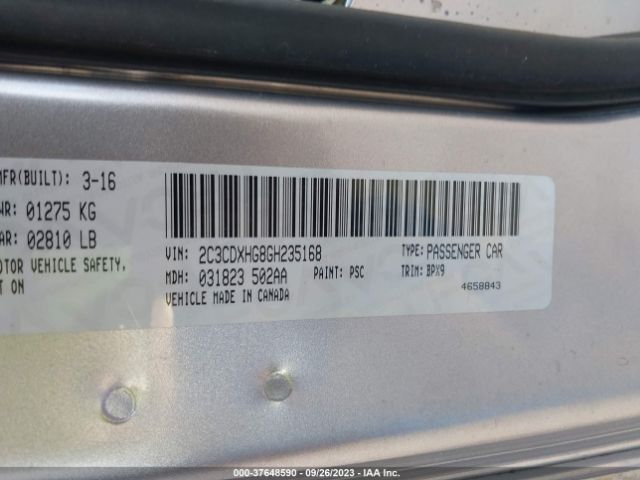 MFR(BUILT): 3-16
WR: 01275 KG
AR: 02810 LB
MOTOR VEHICLE SAFETY,
T ON
VIN: 2C3CDXHG8GH235168
TYPE: PASSENGER CAR
MDH: 031823 502AA PAINT: PSC
TRIM: BPX9
VEHICLE MADE IN CANADA
4658843
000-37648590 - 09/26/2023 - IAA Inc.